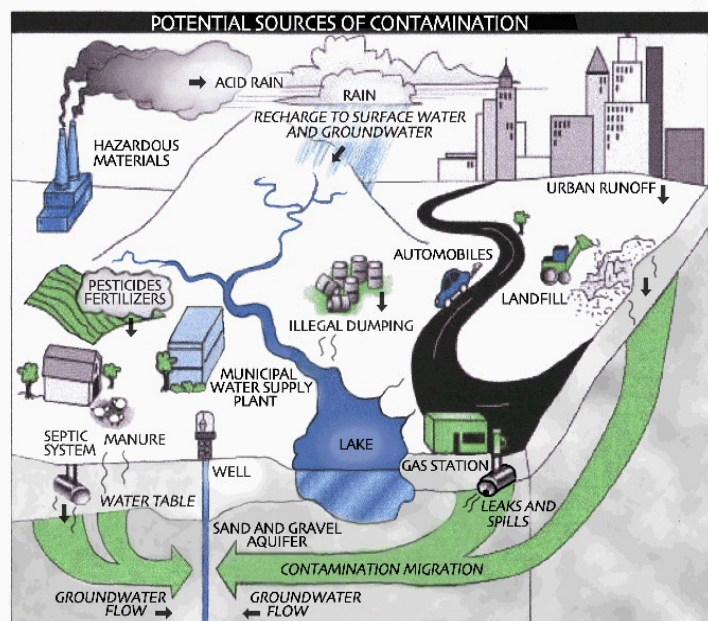 POTENTIAL SOURCES OF CONTAMINATION
ACID RAIN
RAIN
RECHARGE TO SURFACE WATER
AND GROUNDWATER
HAZARDOUS
MATERIALS
URBAN RUNOFF
AUTOMOBILES
PESTICIDES
FERTILIZERS
LANDFILL
ILLEGAL DUMPING
MUNICIPAL
WATER SUPPLY
PLANT
SEPTIC
SYSTEM
MANURE
LAKE
GAS STATION
WELL
WATER TABLE
LEAKS AND
SPILLS
SAND AND GRAVEL
AQUIFER
CONTAMINATION MIGRATION
GROUNDWATER
FLOW
GROUNDWATER
FLOW